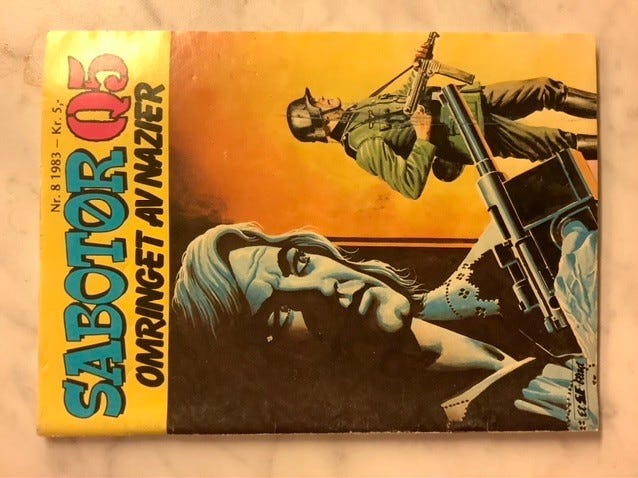 Nr. 8 1983 – Kr. 5,-
SABOTØR Q5
OMRINGET AV NAZIER